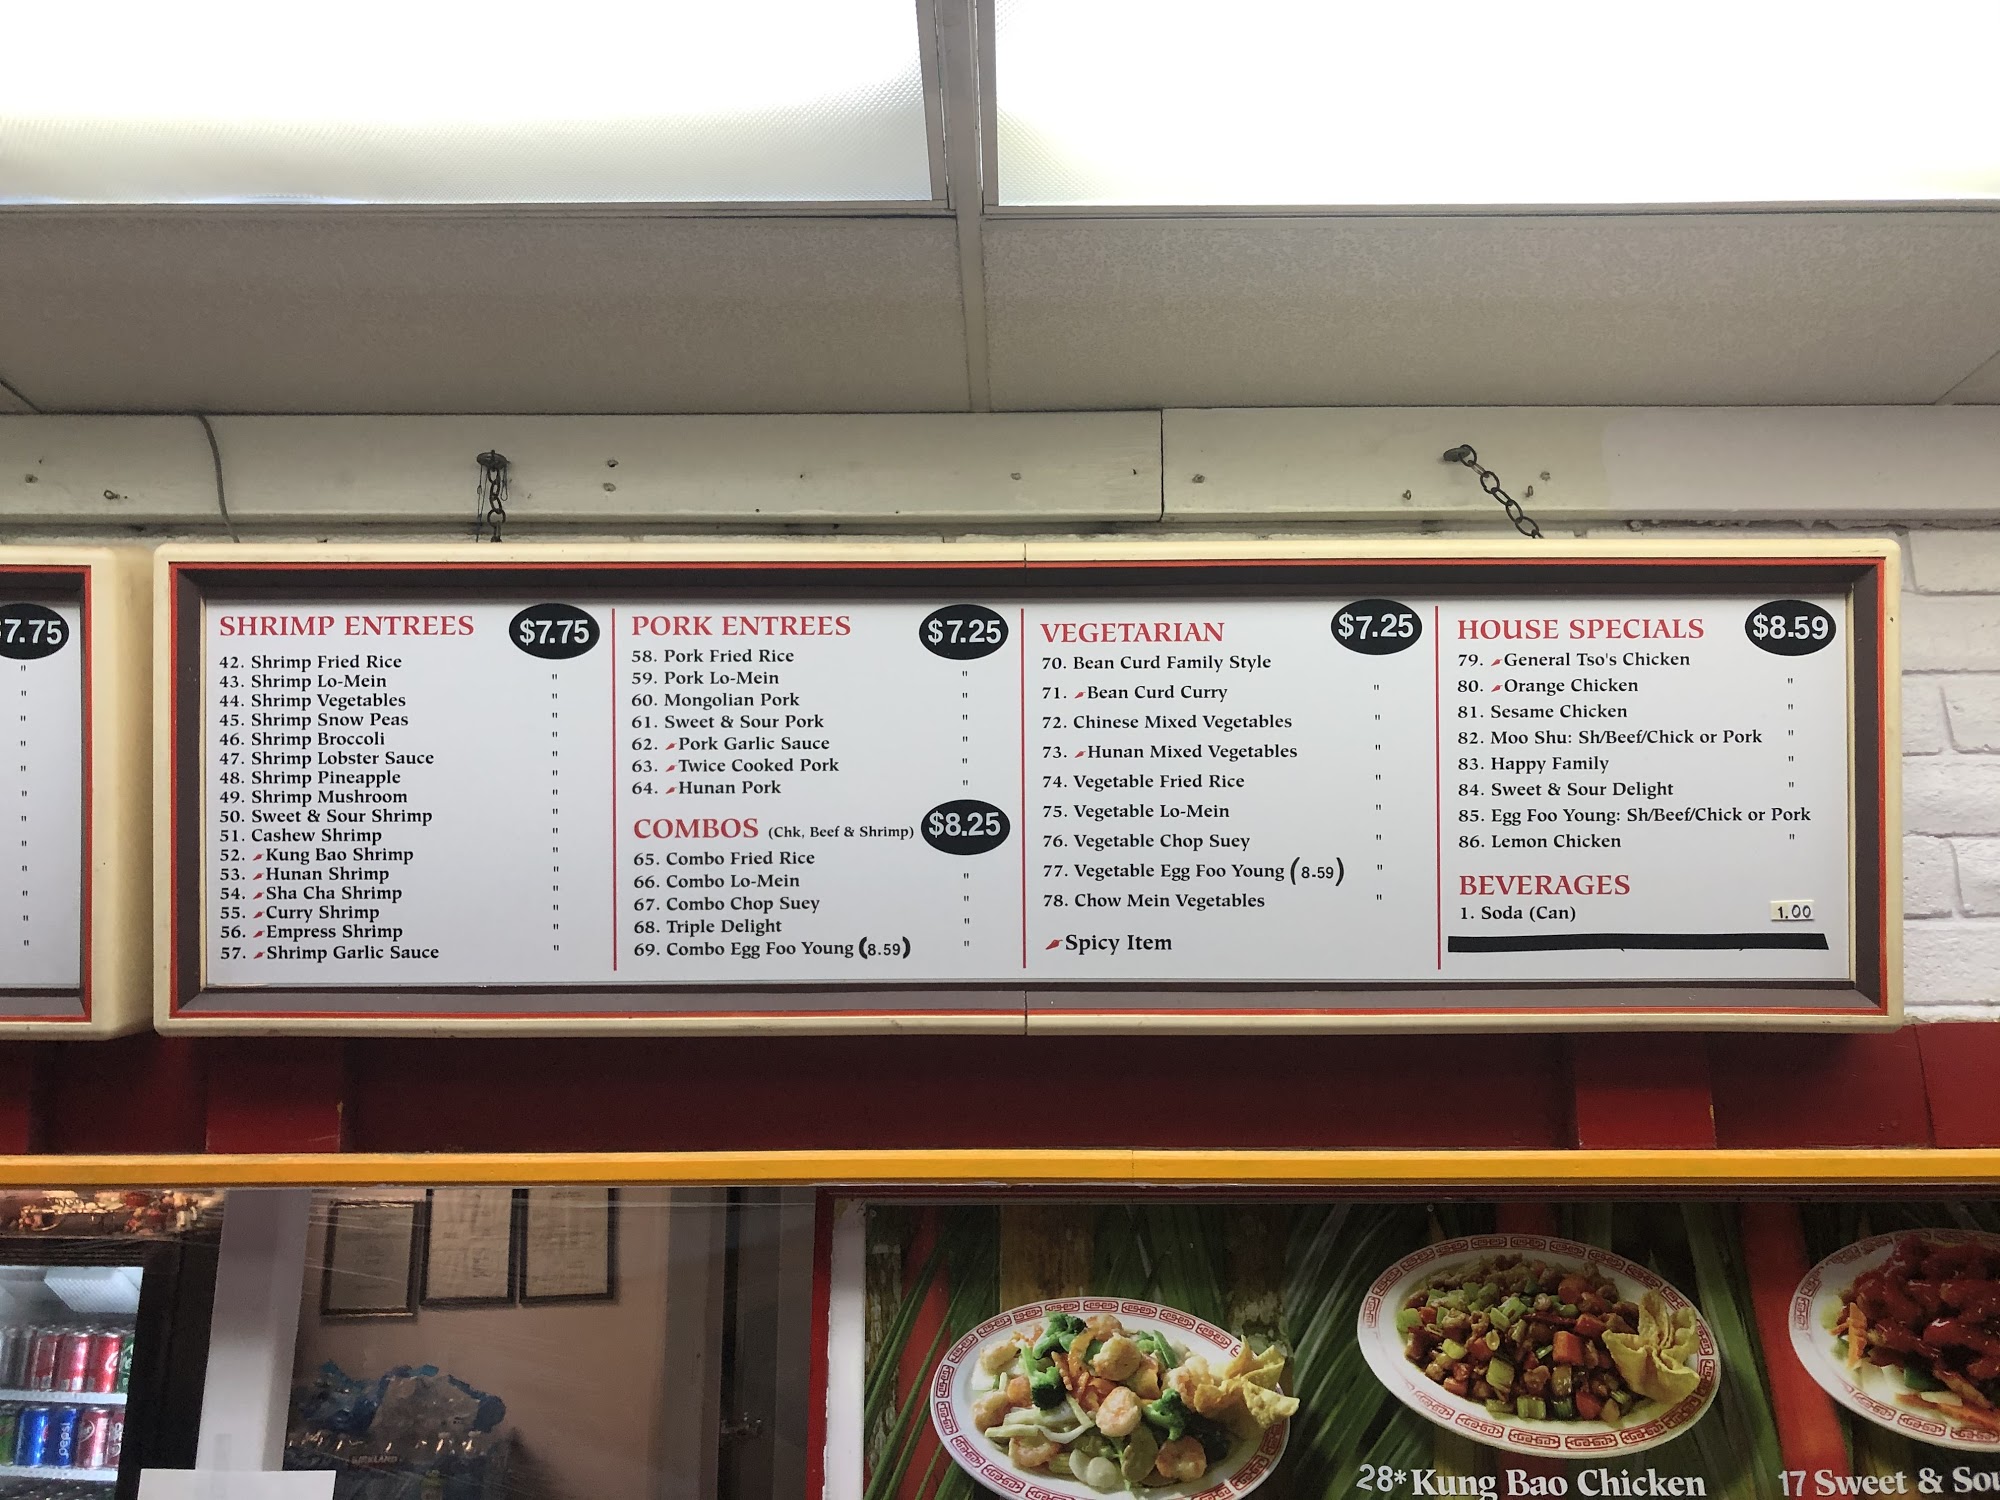 7.75
"
"
"
"
"
"
"
"
"
"
"
"
SHRIMP ENTREES $7.75
42. Shrimp Fried Rice
43. Shrimp Lo-Mein "
44. Shrimp Vegetables "
45. Shrimp Snow Peas "
46. Shrimp Broccoli "
47. Shrimp Lobster Sauce "
48. Shrimp Pineapple "
49. Shrimp Mushroom "
50. Sweet & Sour Shrimp "
51. Cashew Shrimp "
52. Kung Bao Shrimp "
53. Hunan Shrimp "
54. Sha Cha Shrimp "
55. Curry Shrimp "
56. Empress Shrimp "
57. Shrimp Garlic Sauce "
PORK ENTREES $7.25
58. Pork Fried Rice
59. Pork Lo-Mein "
60. Mongolian Pork "
61. Sweet & Sour Pork "
62. Pork Garlic Sauce "
63. Twice Cooked Pork "
64. Hunan Pork "
COMBOS (Chk, Beef & Shrimp) $8.25
65. Combo Fried Rice
66. Combo Lo-Mein "
67. Combo Chop Suey "
68. Triple Delight "
69. Combo Egg Foo Young (8.59) "
VEGETARIAN $7.25
70. Bean Curd Family Style
71. Bean Curd Curry "
72. Chinese Mixed Vegetables "
73. Hunan Mixed Vegetables "
74. Vegetable Fried Rice "
75. Vegetable Lo-Mein "
76. Vegetable Chop Suey "
77. Vegetable Egg Foo Young (8.59) "
78. Chow Mein Vegetables "
Spicy Item
HOUSE SPECIALS $8.59
79. General Tso's Chicken
80. Orange Chicken "
81. Sesame Chicken "
82. Moo Shu: Sh/Beef/Chick or Pork "
83. Happy Family "
84. Sweet & Sour Delight "
85. Egg Foo Young: Sh/Beef/Chick or Pork
86. Lemon Chicken "
BEVERAGES
1. Soda (Can) 1.00
pepsi
KIRKLAND
28* Kung Bao Chicken
17 Sweet & Sou